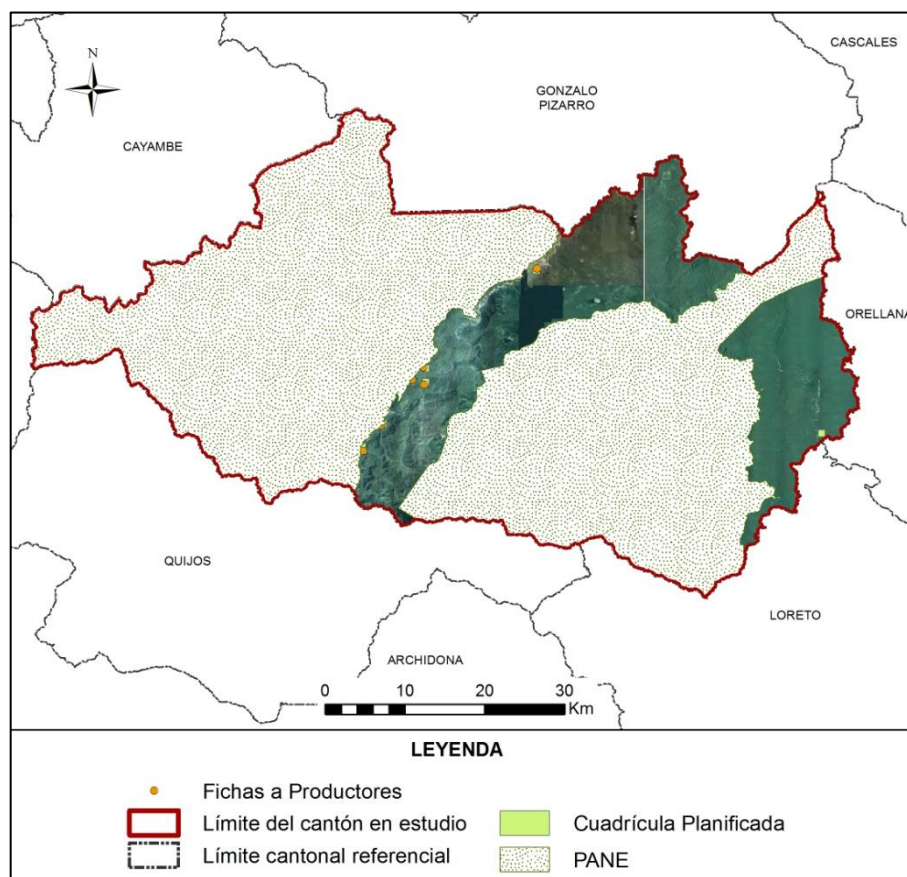 CASCALES
N
GONZALO
PIZARRO
CAYAMBE
ORELLANA
QUIJOS
LORETO
ARCHIDONA
0 10 20 30
Km
LEYENDA
Fichas a Productores
Límite del cantón en estudio
Cuadrícula Planificada
Límite cantonal referencial
PANE